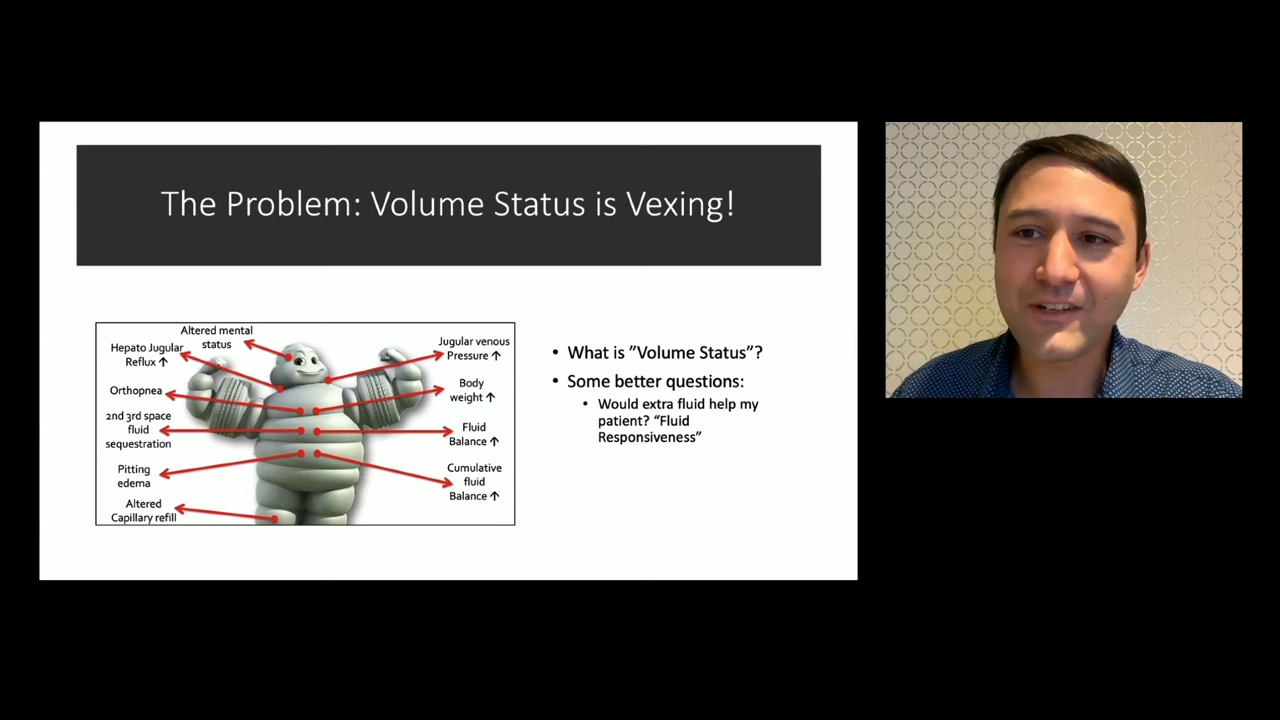 The Problem: Volume Status is Vexing!
Altered mental
status
Hepato Jugular
Reflux ↑
Orthopnea
2nd 3rd space
fluid
sequestration
Pitting
edema
Altered
Capillary refill
Jugular venous
Pressure ↑
Body
weight ↑
Fluid
Balance ↑
Cumulative
fluid
Balance ↑
• What is ”Volume Status”?
• Some better questions:
• Would extra fluid help my
patient? “Fluid
Responsiveness”